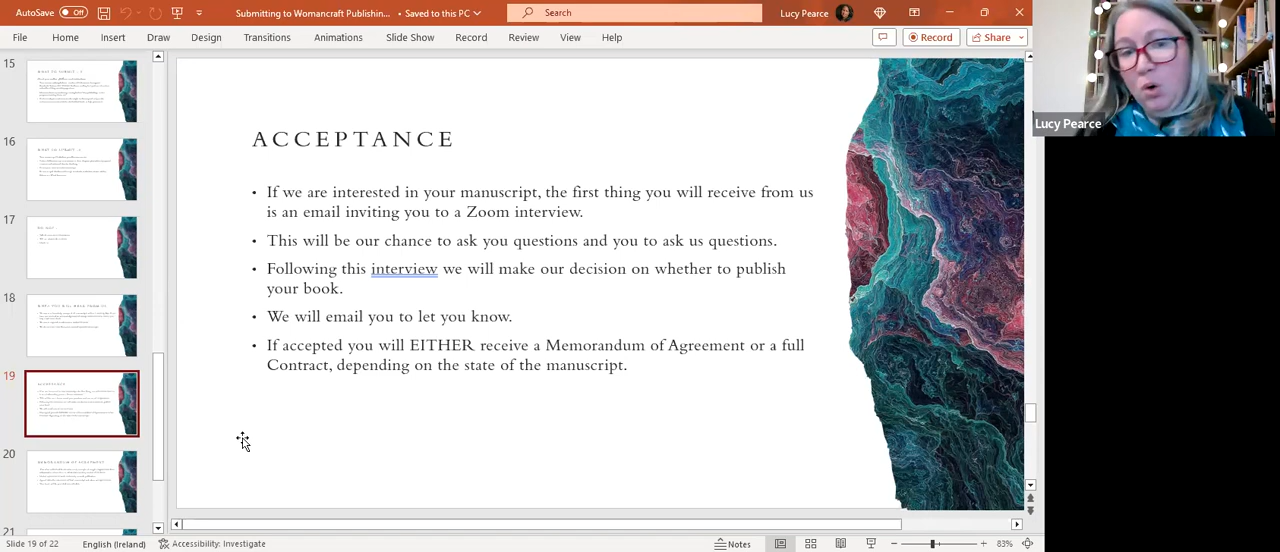 AutoSave Off
Submitting to Womancraft Publishin... • Saved to this PC
Search
Lucy Pearce
File Home Insert Draw Design Transitions Animations Slide Show Record Review View Help
Record Share
Lucy Pearce
15
16
17
18
19
20
21
ACCEPTANCE
• If we are interested in your manuscript, the first thing you will receive from us
is an email inviting you to a Zoom interview.
• This will be our chance to ask you questions and you to ask us questions.
• Following this interview we will make our decision on whether to publish
your book.
• We will email you to let you know.
• If accepted you will EITHER receive a Memorandum of Agreement or a full
Contract, depending on the state of the manuscript.
Slide 19 of 22 English (Ireland) Accessibility: Investigate Notes 83%